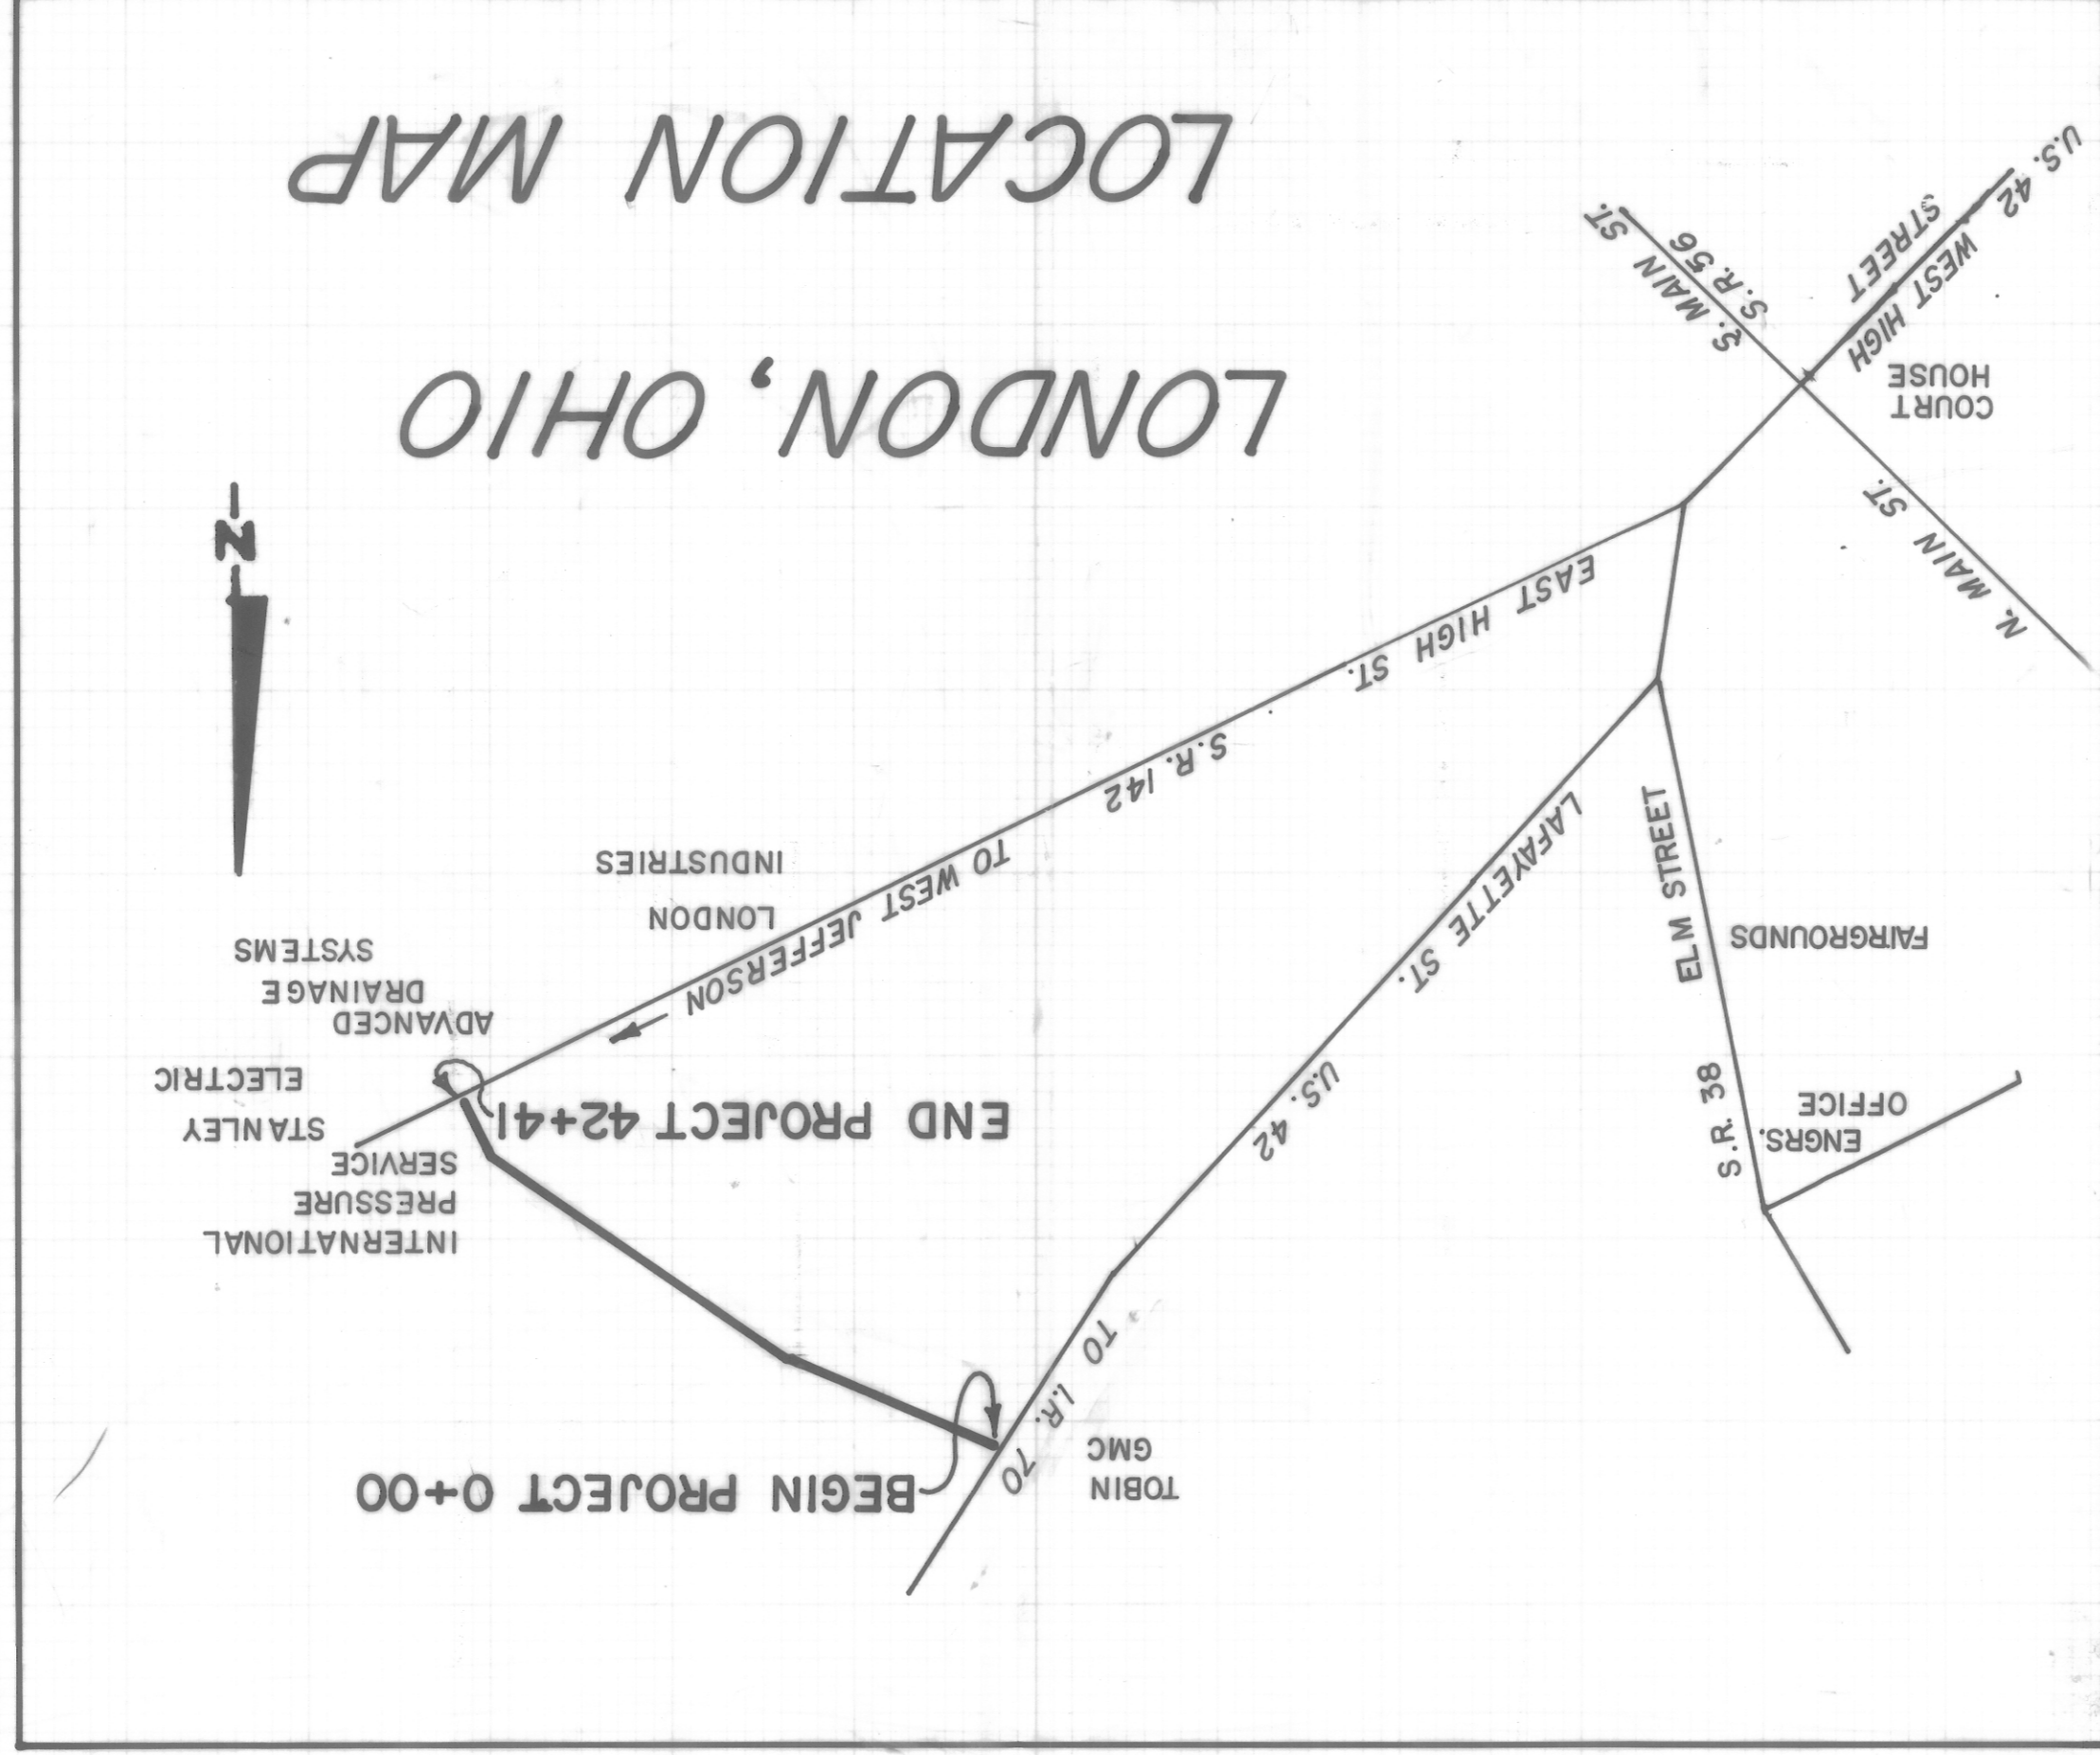 TOBIN
GMC
BEGIN PROJECT 0+00
TO I.R. 70
U.S. 42
LAFAYETTE ST.
ENGRS.
OFFICE
S.R. 38
ELM STREET
FAIRGROUNDS
INTERNATIONAL
PRESSURE
SERVICE
STANLEY
ELECTRIC
END PROJECT 42+41
ADVANCED
DRAINAGE
SYSTEMS
LONDON
INDUSTRIES
TO WEST JEFFERSON
S.R. 142
EAST HIGH ST.
N. MAIN ST.
COURT
HOUSE
WEST HIGH
STREET
U.S. 42
S. MAIN ST.
S.R. 56
N
LONDON, OHIO
LOCATION MAP